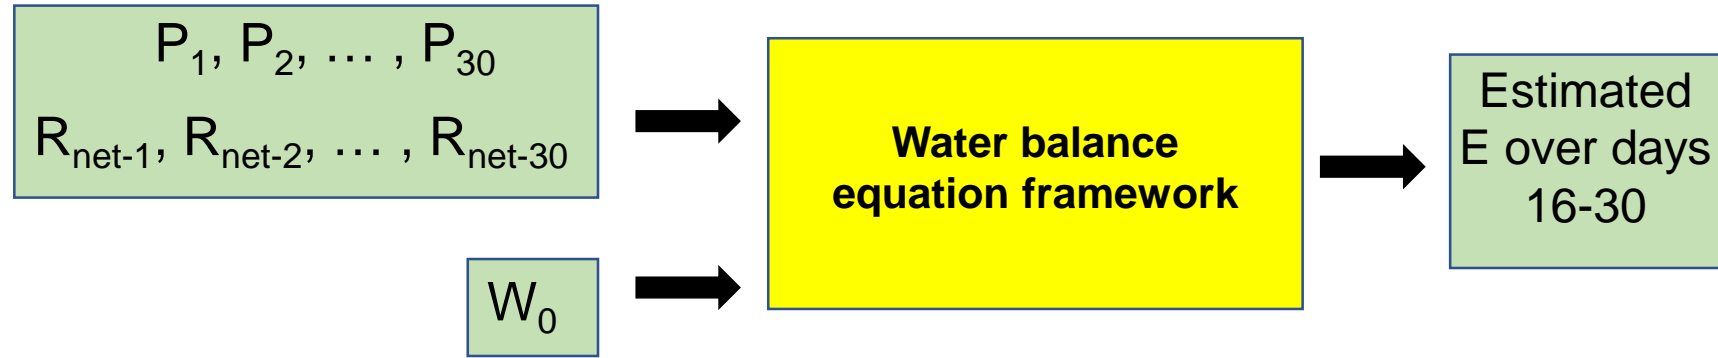 P₁, P₂, … , P₃₀
Rₙₑₜ₋₁, Rₙₑₜ₋₂, … , Rₙₑₜ₋₃₀
W₀
Water balance
equation framework
Estimated
E over days
16-30